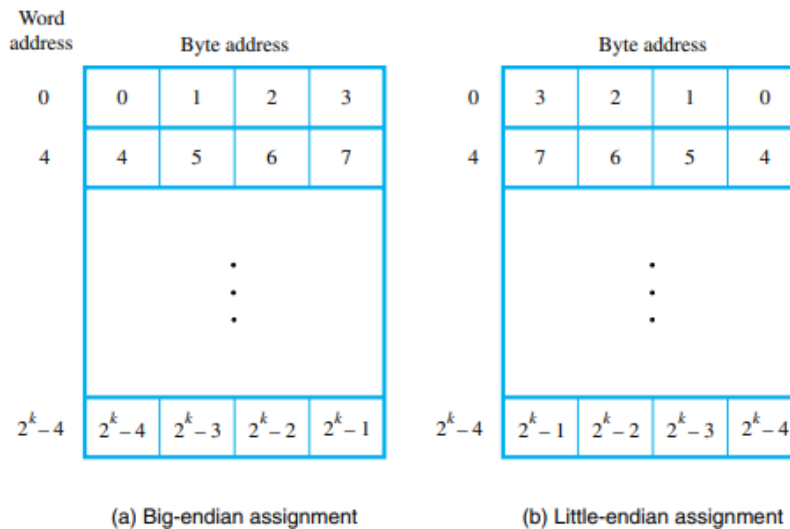 Word
address Byte address Byte address
0 0 1 2 3 0 3 2 1 0
4 4 5 6 7 4 7 6 5 4
2^k – 4 2^k – 4 2^k – 3 2^k – 2 2^k – 1 2^k – 4 2^k – 1 2^k – 2 2^k – 3 2^k – 4
(a) Big-endian assignment (b) Little-endian assignment